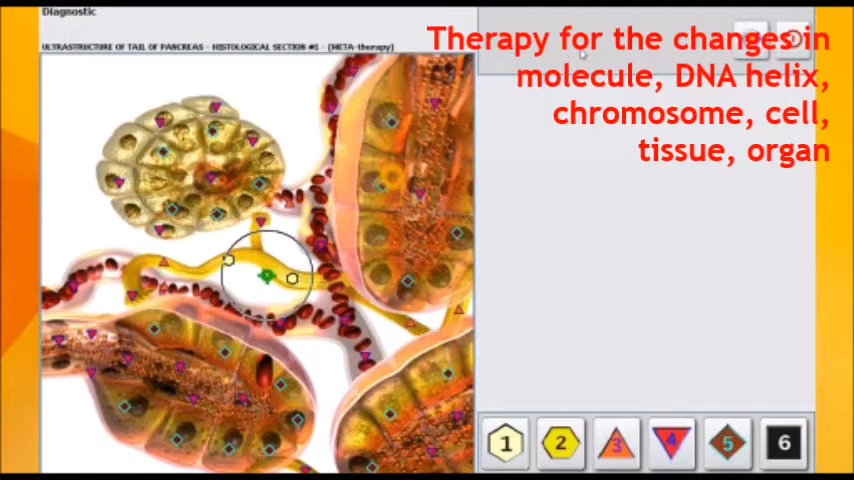 Diagnostic
ULTRASTRUCTURE OF TAIL OF PANCREAS - HISTOLOGICAL SECTION #1 - (META-therapy)
Therapy for the changes in
molecule, DNA helix,
chromosome, cell,
tissue, organ
1 2 3 4 5 6